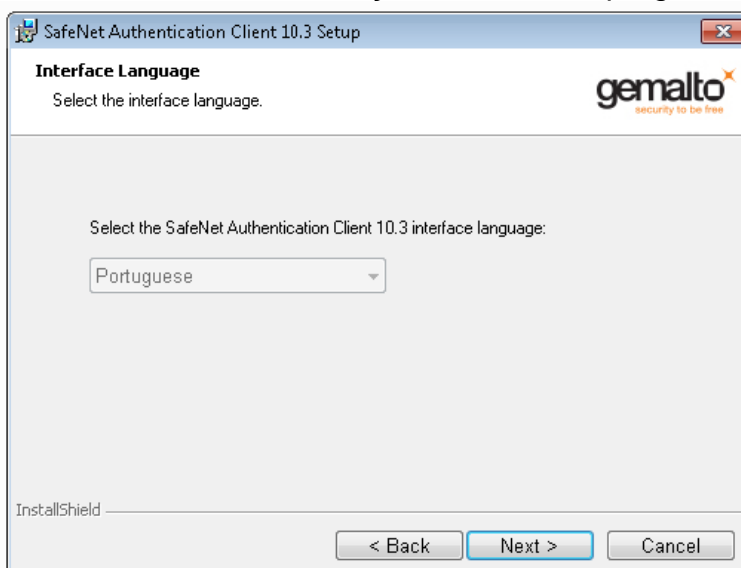 SafeNet Authentication Client 10.3 Setup
Interface Language
Select the interface language.
gemalto
security to be free
Select the SafeNet Authentication Client 10.3 interface language:
Portuguese
InstallShield
< Back
Next >
Cancel